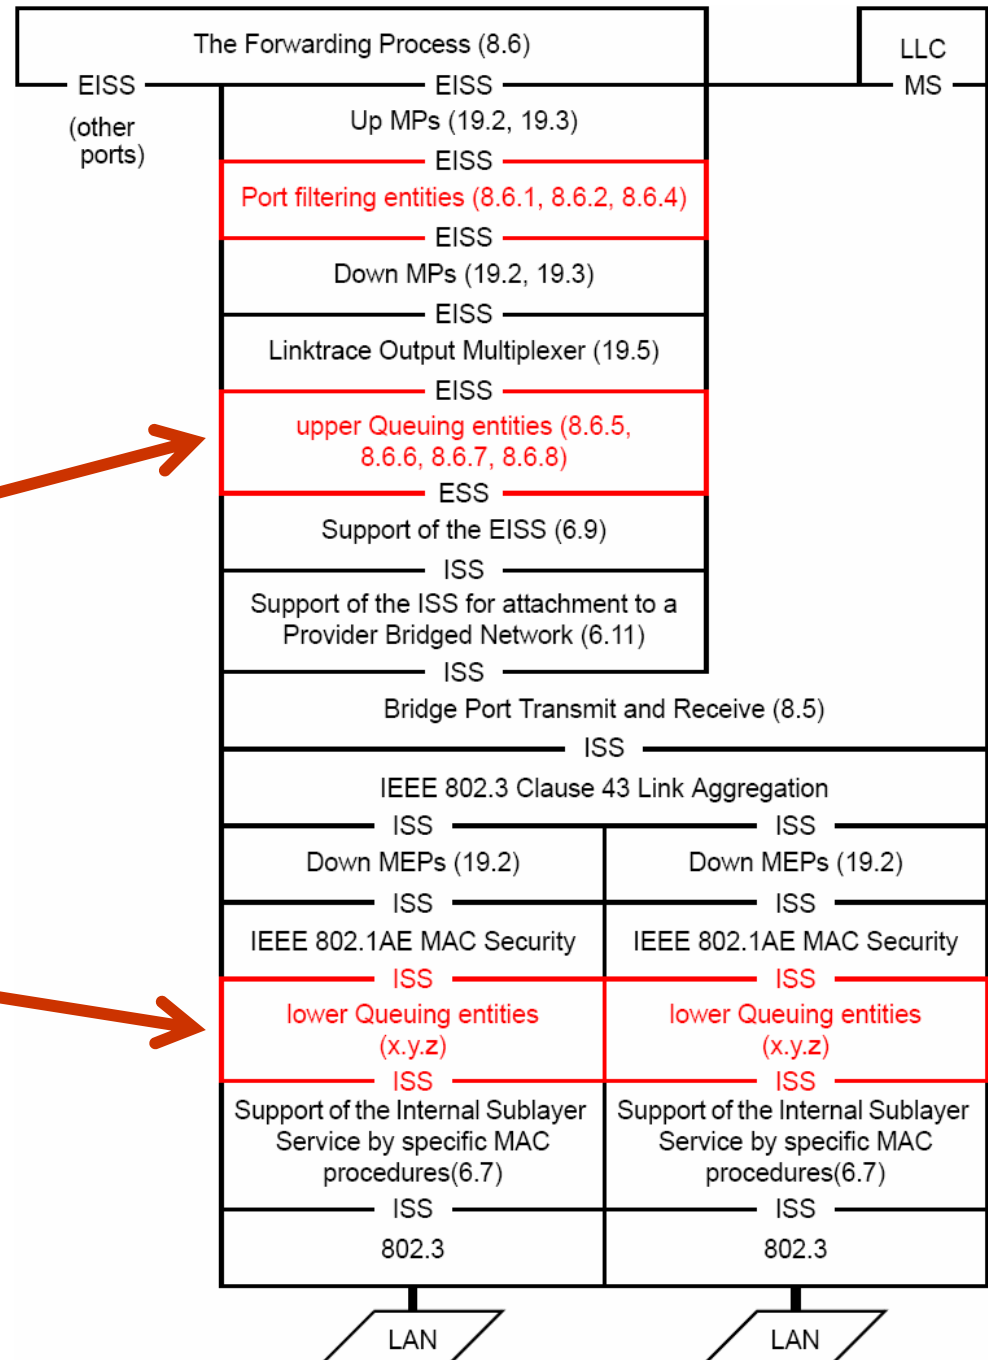 The Forwarding Process (8.6)
LLC
EISS
EISS
MS
(other
ports)
Up MPs (19.2, 19.3)
EISS
Port filtering entities (8.6.1, 8.6.2, 8.6.4)
EISS
Down MPs (19.2, 19.3)
EISS
Linktrace Output Multiplexer (19.5)
EISS
upper Queuing entities (8.6.5,
8.6.6, 8.6.7, 8.6.8)
ESS
Support of the EISS (6.9)
ISS
Support of the ISS for attachment to a
Provider Bridged Network (6.11)
ISS
Bridge Port Transmit and Receive (8.5)
ISS
IEEE 802.3 Clause 43 Link Aggregation
ISS
ISS
Down MEPs (19.2)
Down MEPs (19.2)
ISS
ISS
IEEE 802.1AE MAC Security
IEEE 802.1AE MAC Security
ISS
ISS
lower Queuing entities
(x.y.z)
lower Queuing entities
(x.y.z)
ISS
ISS
Support of the Internal Sublayer
Service by specific MAC
procedures(6.7)
Support of the Internal Sublayer
Service by specific MAC
procedures(6.7)
ISS
ISS
802.3
802.3
LAN
LAN